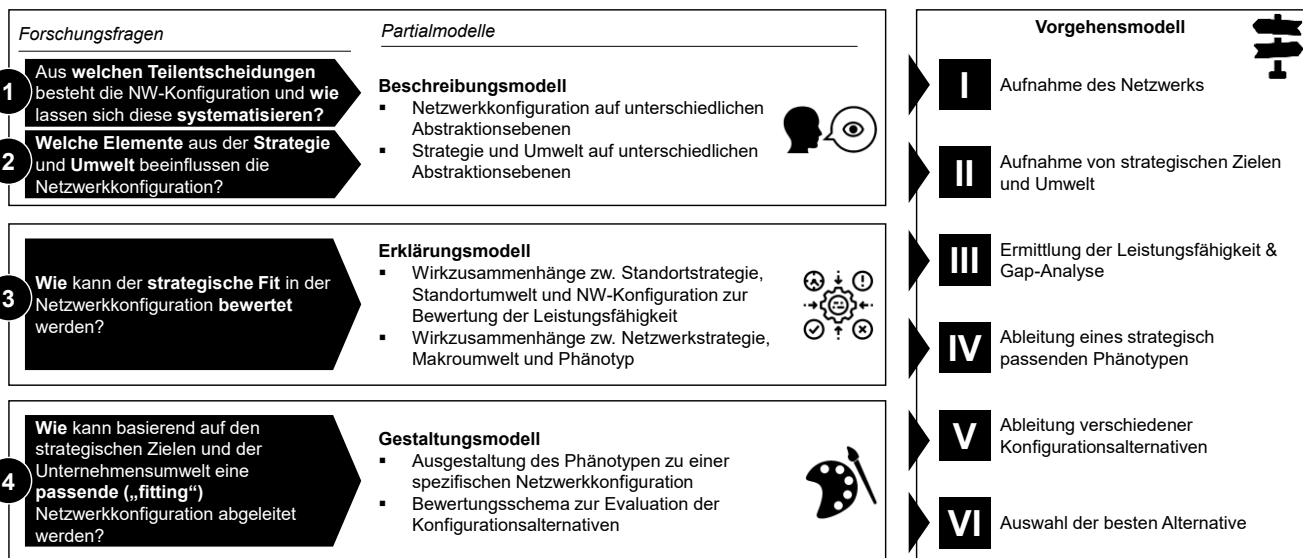 Forschungsfragen
Partialmodelle
1
Aus welchen Teilentscheidungen
besteht die NW-Konfiguration und wie
lassen sich diese systematisieren?
2
Welche Elemente aus der Strategie
und Umwelt beeinflussen die
Netzwerkkonfiguration?
Beschreibungsmodell
▪ Netzwerkkonfiguration auf unterschiedlichen
Abstraktionsebenen
▪ Strategie und Umwelt auf unterschiedlichen
Abstraktionsebenen
3
Wie kann der strategische Fit in der
Netzwerkkonfiguration bewertet
werden?
Erklärungsmodell
▪ Wirkzusammenhänge zw. Standortstrategie,
Standortumwelt und NW-Konfiguration zur
Bewertung der Leistungsfähigkeit
▪ Wirkzusammenhänge zw. Netzwerkstrategie,
Makroumwelt und Phänotyp
4
Wie kann basierend auf den
strategischen Zielen und der
Unternehmensumwelt eine
passende („fitting")
Netzwerkkonfiguration abgeleitet
werden?
Gestaltungsmodell
▪ Ausgestaltung des Phänotypen zu einer
spezifischen Netzwerkkonfiguration
▪ Bewertungsschema zur Evaluation der
Konfigurationsalternativen
Vorgehensmodell
I
Aufnahme des Netzwerks
II
Aufnahme von strategischen Zielen
und Umwelt
III
Ermittlung der Leistungsfähigkeit &
Gap-Analyse
IV
Ableitung eines strategisch
passenden Phänotypen
V
Ableitung verschiedener
Konfigurationsalternativen
VI
Auswahl der besten Alternative